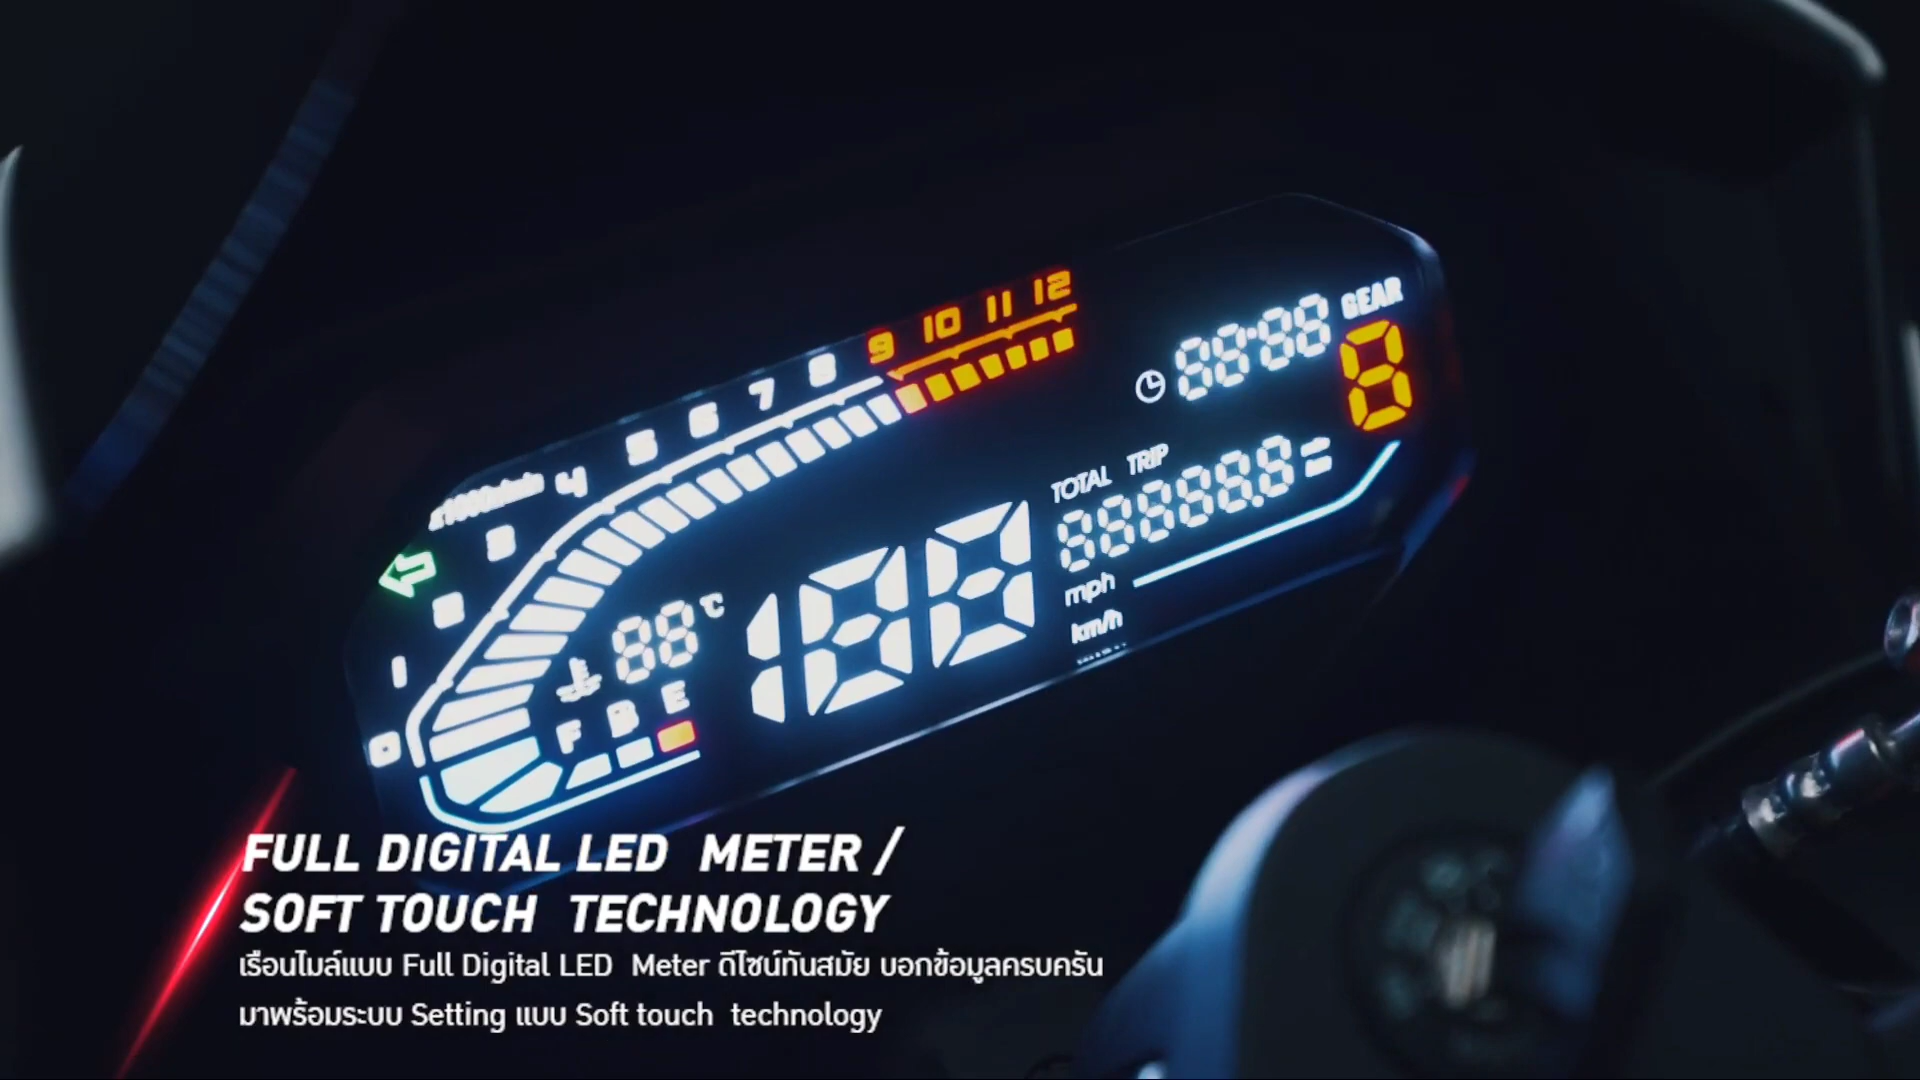 9 10 11 12
GEAR
4 5 6 7 8
88:88
8
x1000r/min
3
TOTAL TRIP
88888.8
2
188
mph
88 °C
km/h
1
F B E
0
FULL DIGITAL LED METER /
SOFT TOUCH TECHNOLOGY
เรือนไมล์แบบ Full Digital LED Meter ดีไซน์ทันสมัย บอกข้อมูลครบครัน
มาพร้อมระบบ Setting แบบ Soft touch technology